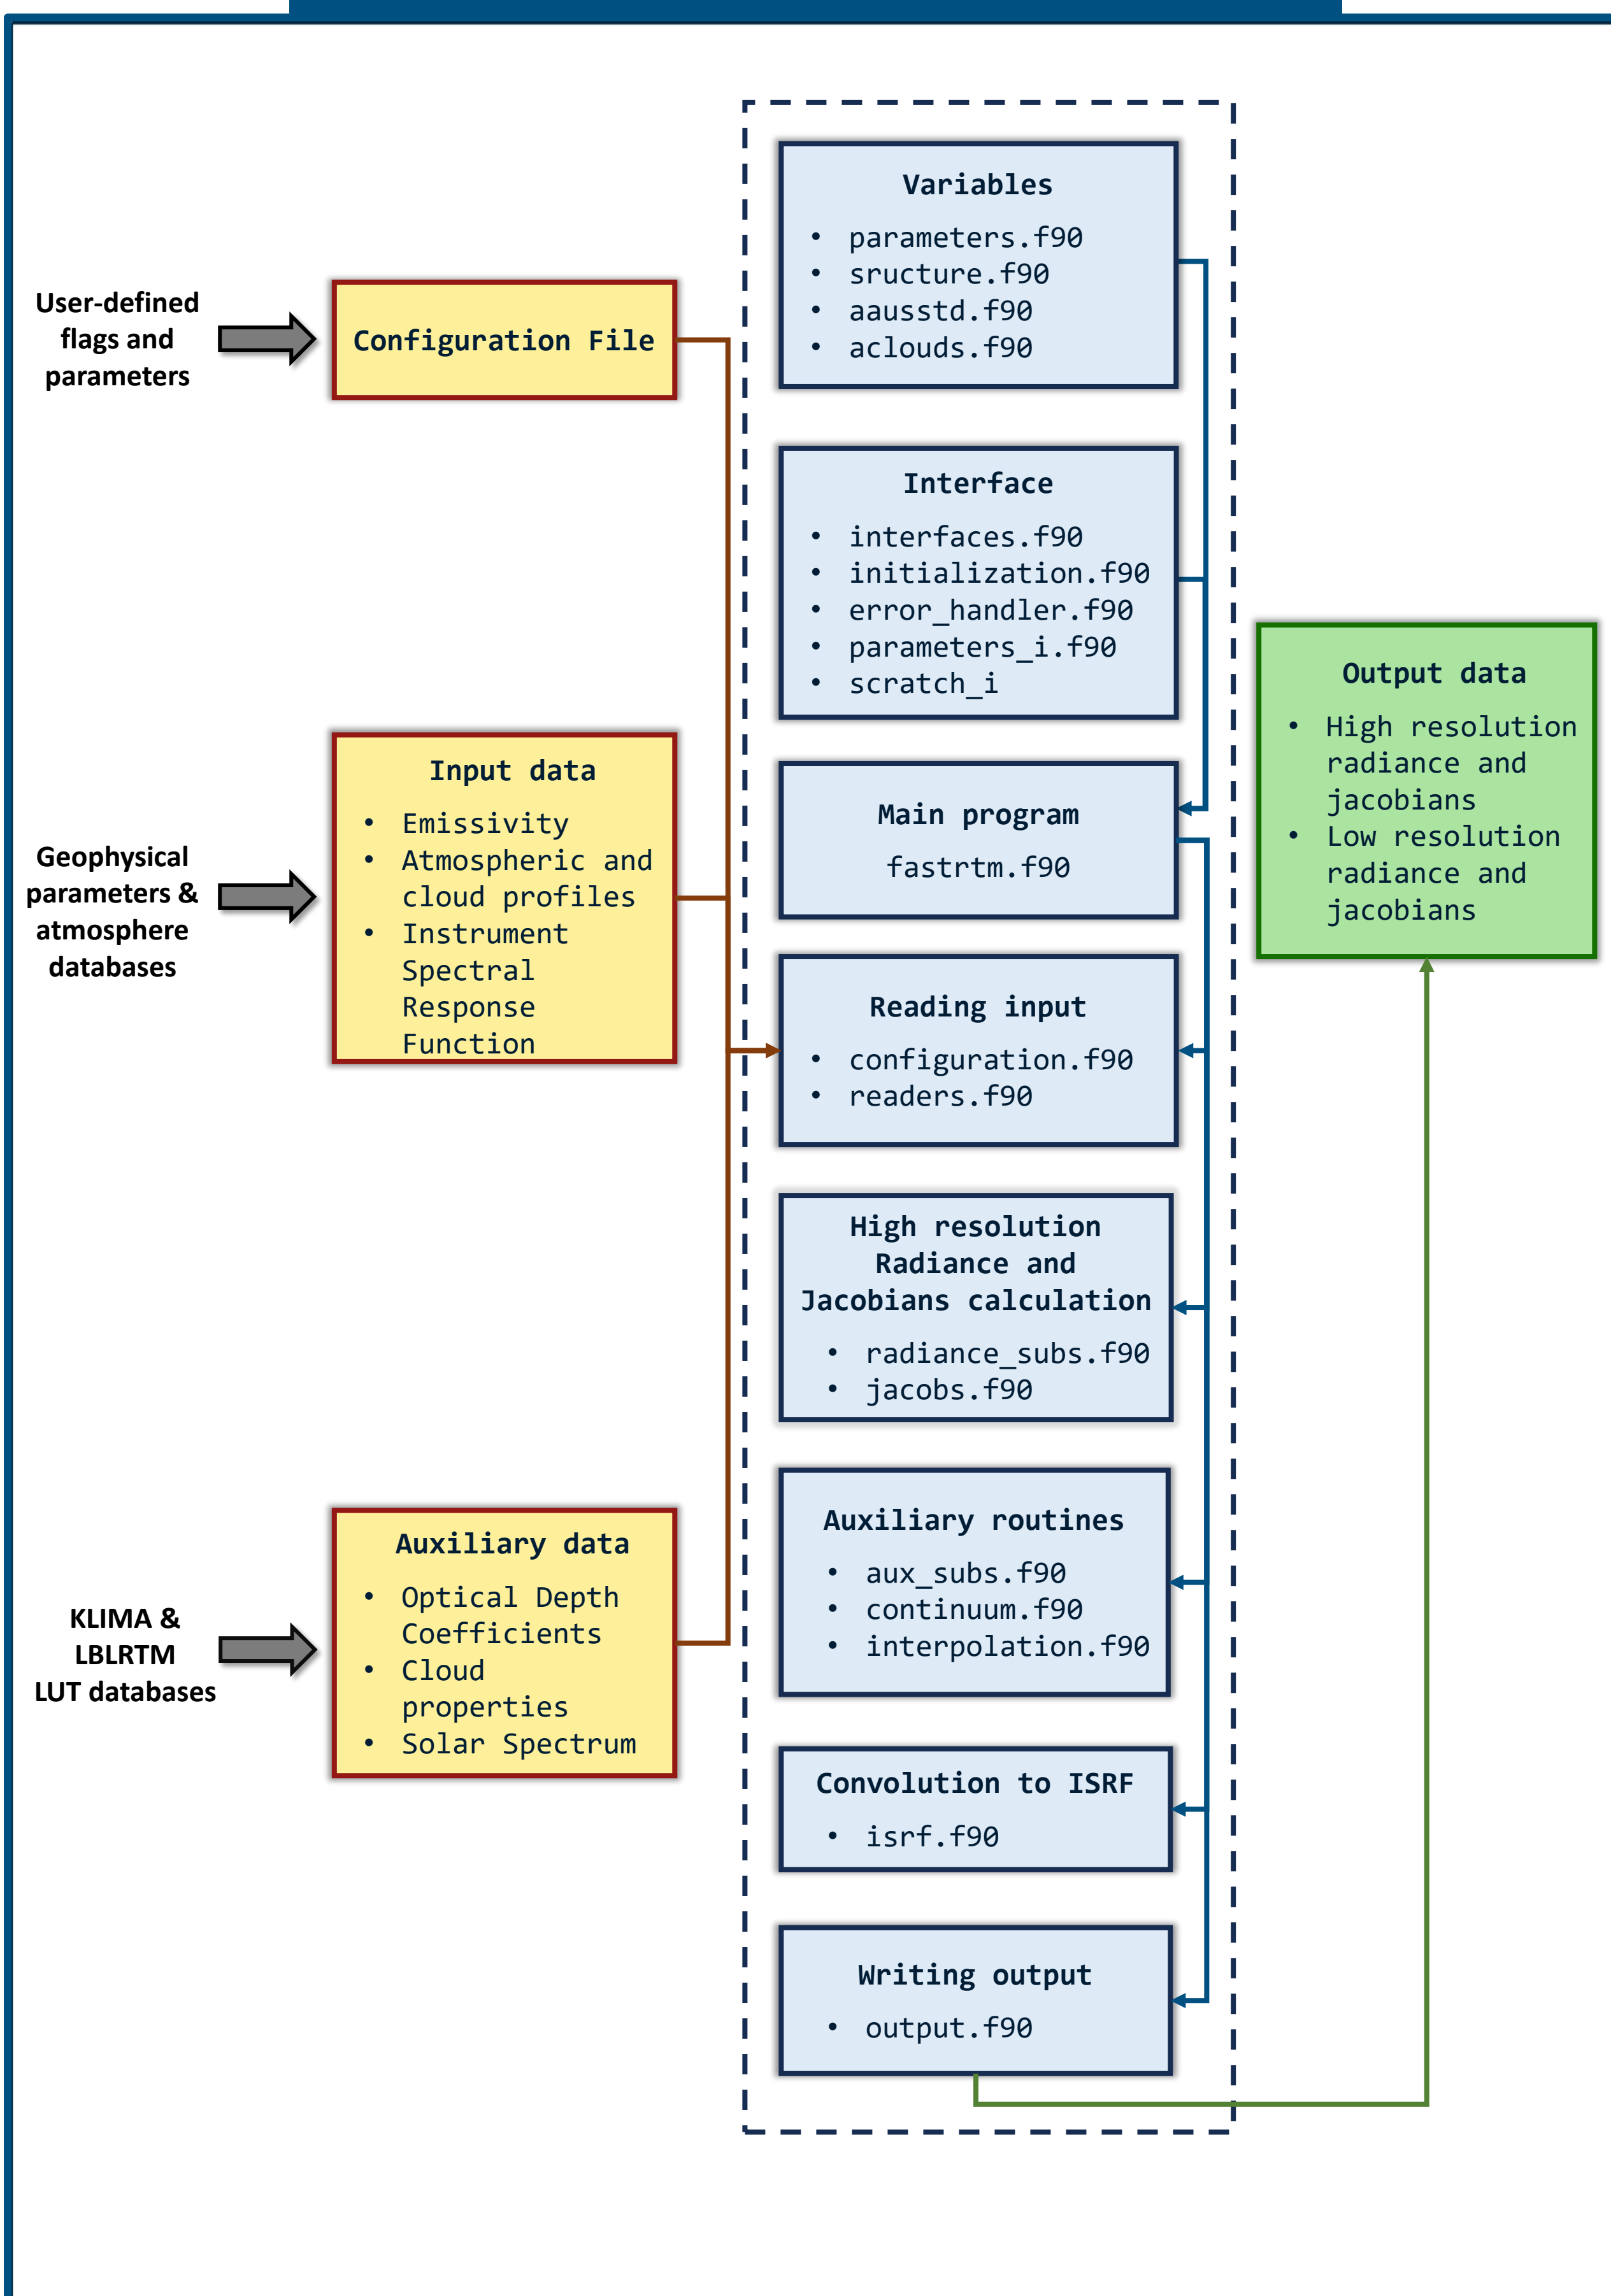 User-defined
flags and
parameters
Configuration File
Geophysical
parameters &
atmosphere
databases
Input data
• Emissivity
• Atmospheric and
cloud profiles
• Instrument
Spectral
Response
Function
KLIMA &
LBLRTM
LUT databases
Auxiliary data
• Optical Depth
Coefficients
• Cloud
properties
• Solar Spectrum
Variables
• parameters.f90
• sructure.f90
• aausstd.f90
• aclouds.f90
Interface
• interfaces.f90
• initialization.f90
• error_handler.f90
• parameters_i.f90
• scratch_i
Main program
fastrtm.f90
Reading input
• configuration.f90
• readers.f90
High resolution
Radiance and
Jacobians calculation
• radiance_subs.f90
• jacobs.f90
Auxiliary routines
• aux_subs.f90
• continuum.f90
• interpolation.f90
Convolution to ISRF
• isrf.f90
Writing output
• output.f90
Output data
• High resolution
radiance and
jacobians
• Low resolution
radiance and
jacobians